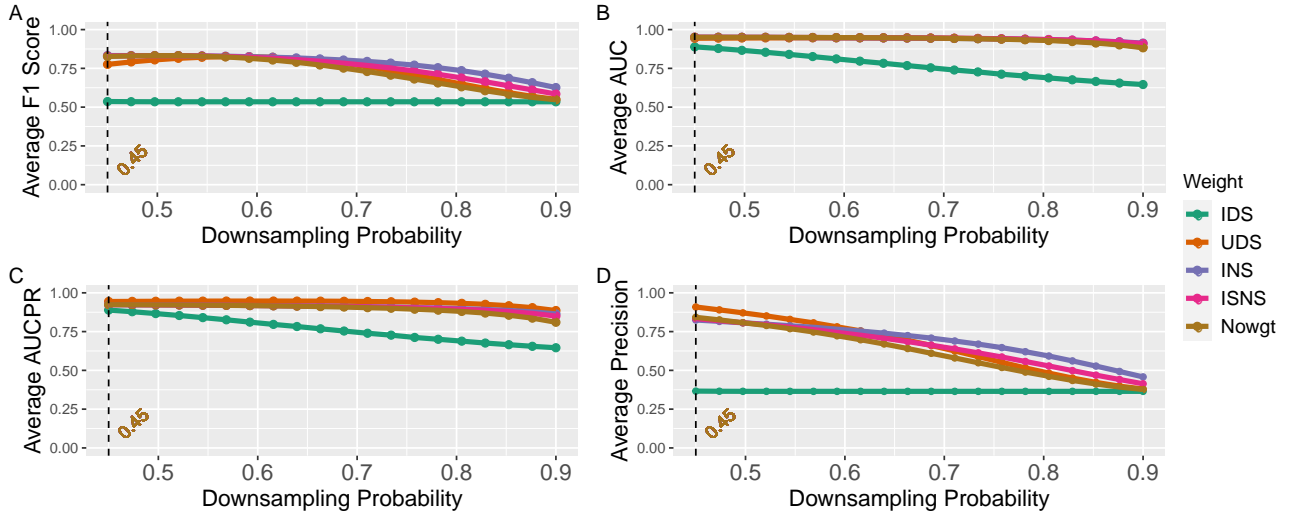 A
1.00
0.75
0.50
0.25
0.00
Average F1 Score
0.45
0.5 0.6 0.7 0.8 0.9
Downsampling Probability
B
1.00
0.75
0.50
0.25
0.00
Average AUC
0.45
0.5 0.6 0.7 0.8 0.9
Downsampling Probability
C
1.00
0.75
0.50
0.25
0.00
Average AUCPR
0.45
0.5 0.6 0.7 0.8 0.9
Downsampling Probability
D
1.00
0.75
0.50
0.25
0.00
Average Precision
0.45
0.5 0.6 0.7 0.8 0.9
Downsampling Probability
Weight
IDS
UDS
INS
ISNS
Nowgt